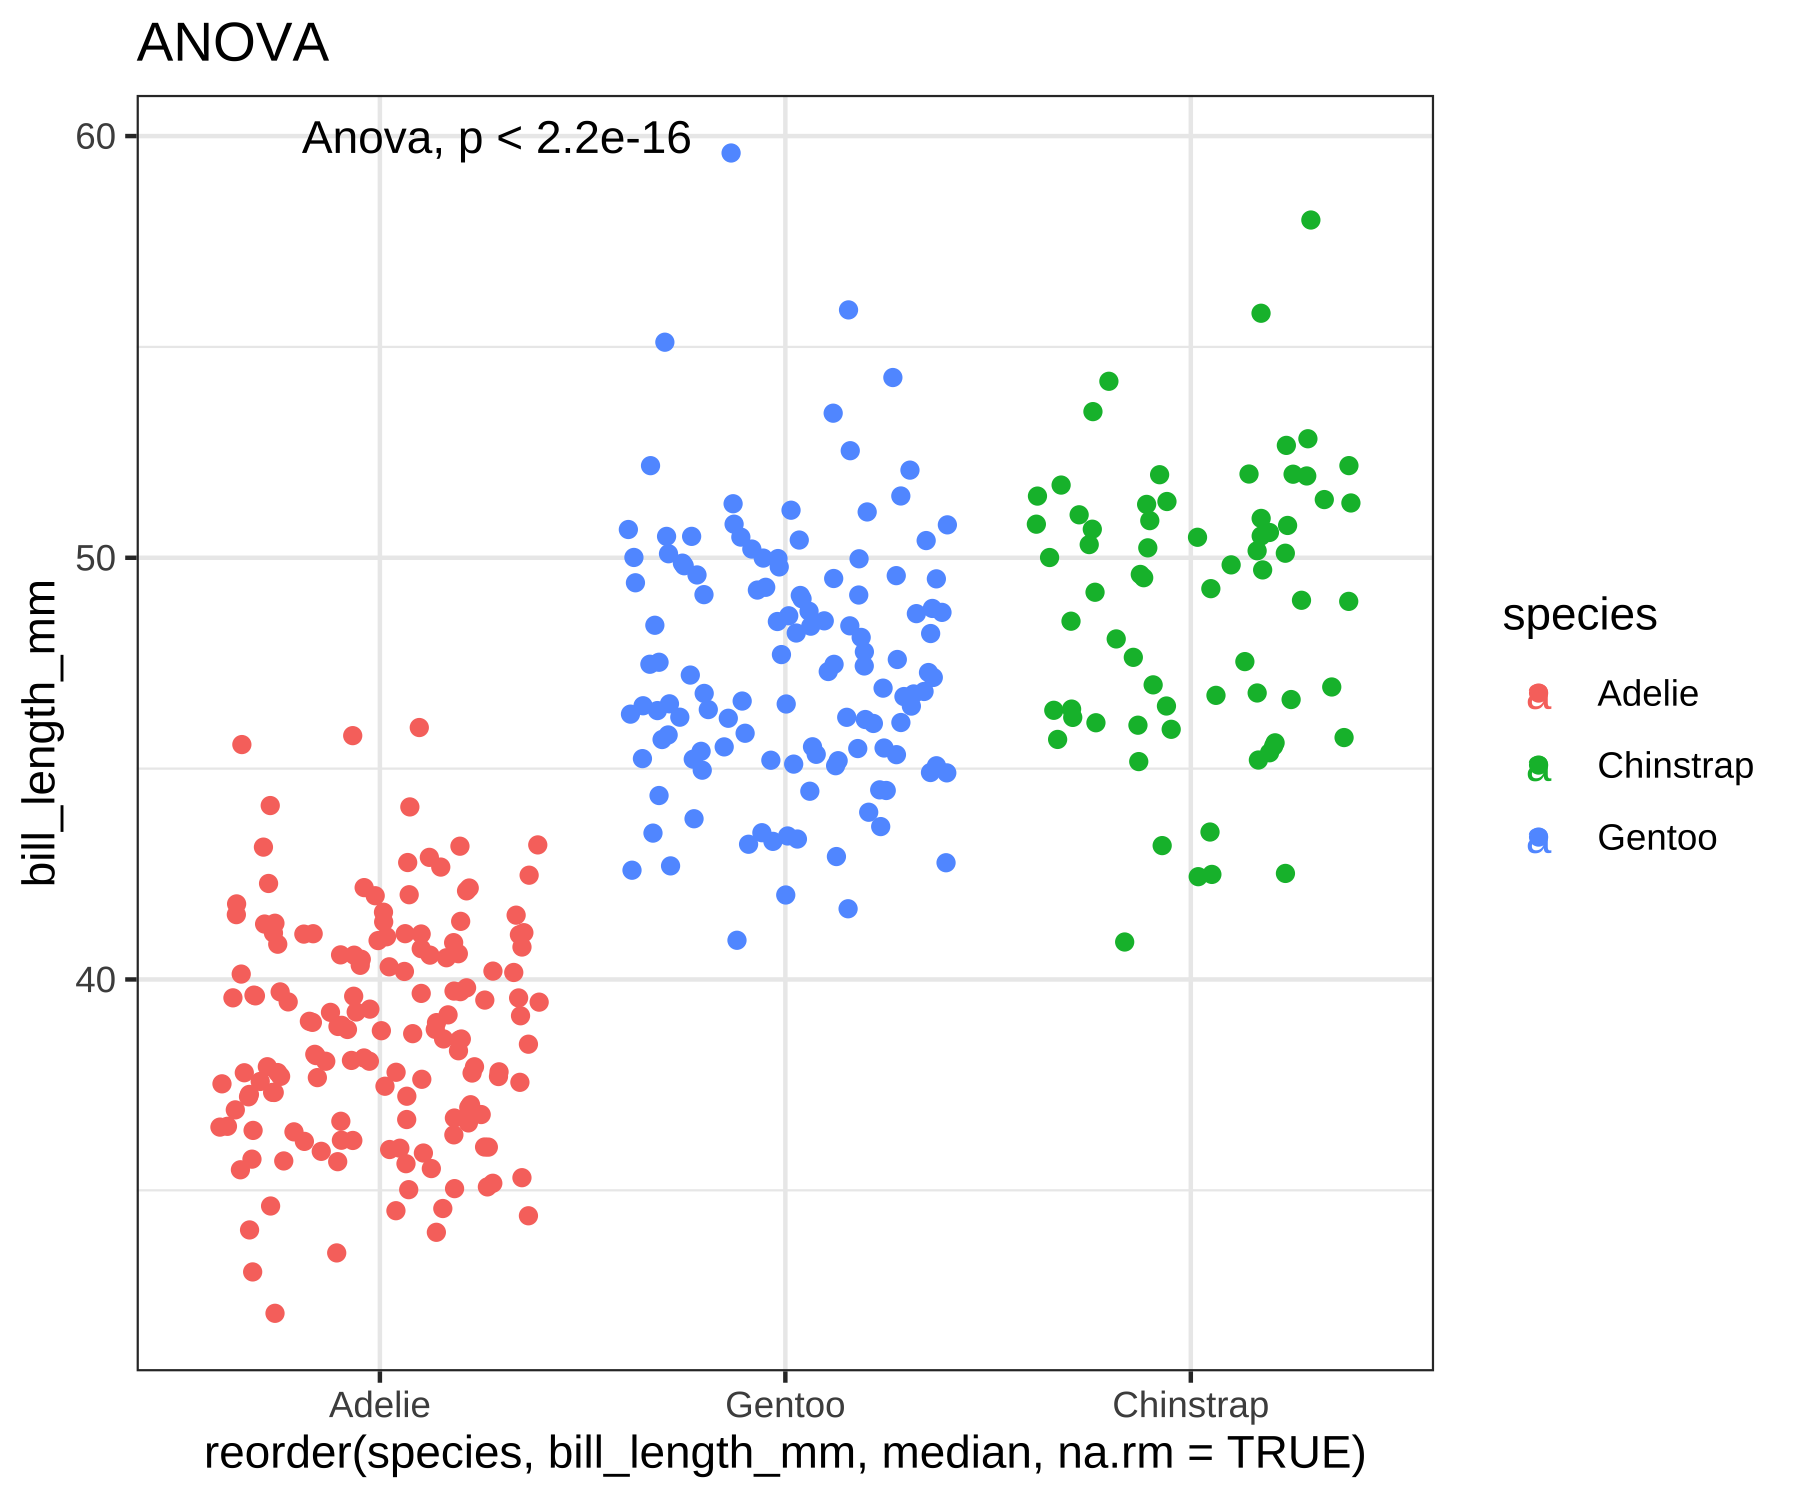 ANOVA
Anova, p < 2.2e-16
60
50
40
bill_length_mm
Adelie Gentoo Chinstrap
reorder(species, bill_length_mm, median, na.rm = TRUE)
species
a Adelie
a Chinstrap
a Gentoo